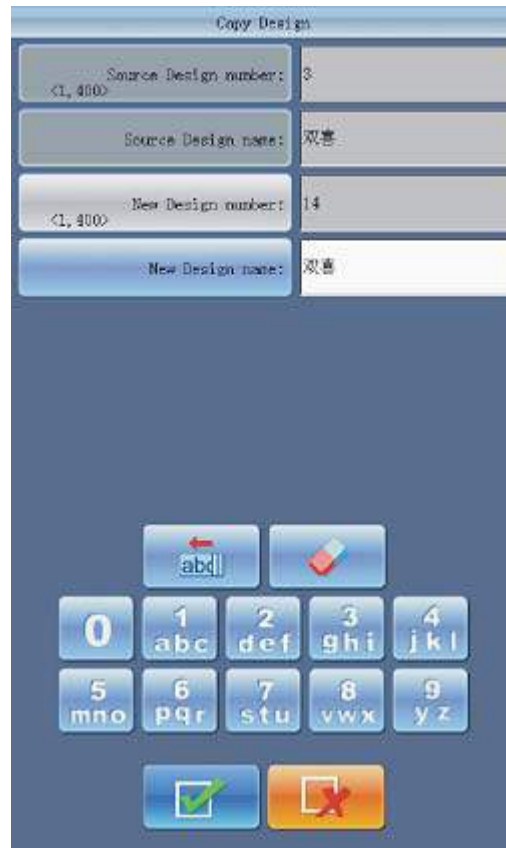 Copy Design
Source Design number:
<1,400>
3
Source Design name:
双喜
New Design number:
<1,400>
14
New Design name:
双喜
abc
0
1
abc
2
def
3
ghi
4
jkl
5
mno
6
pqr
7
stu
8
vwx
9
yz